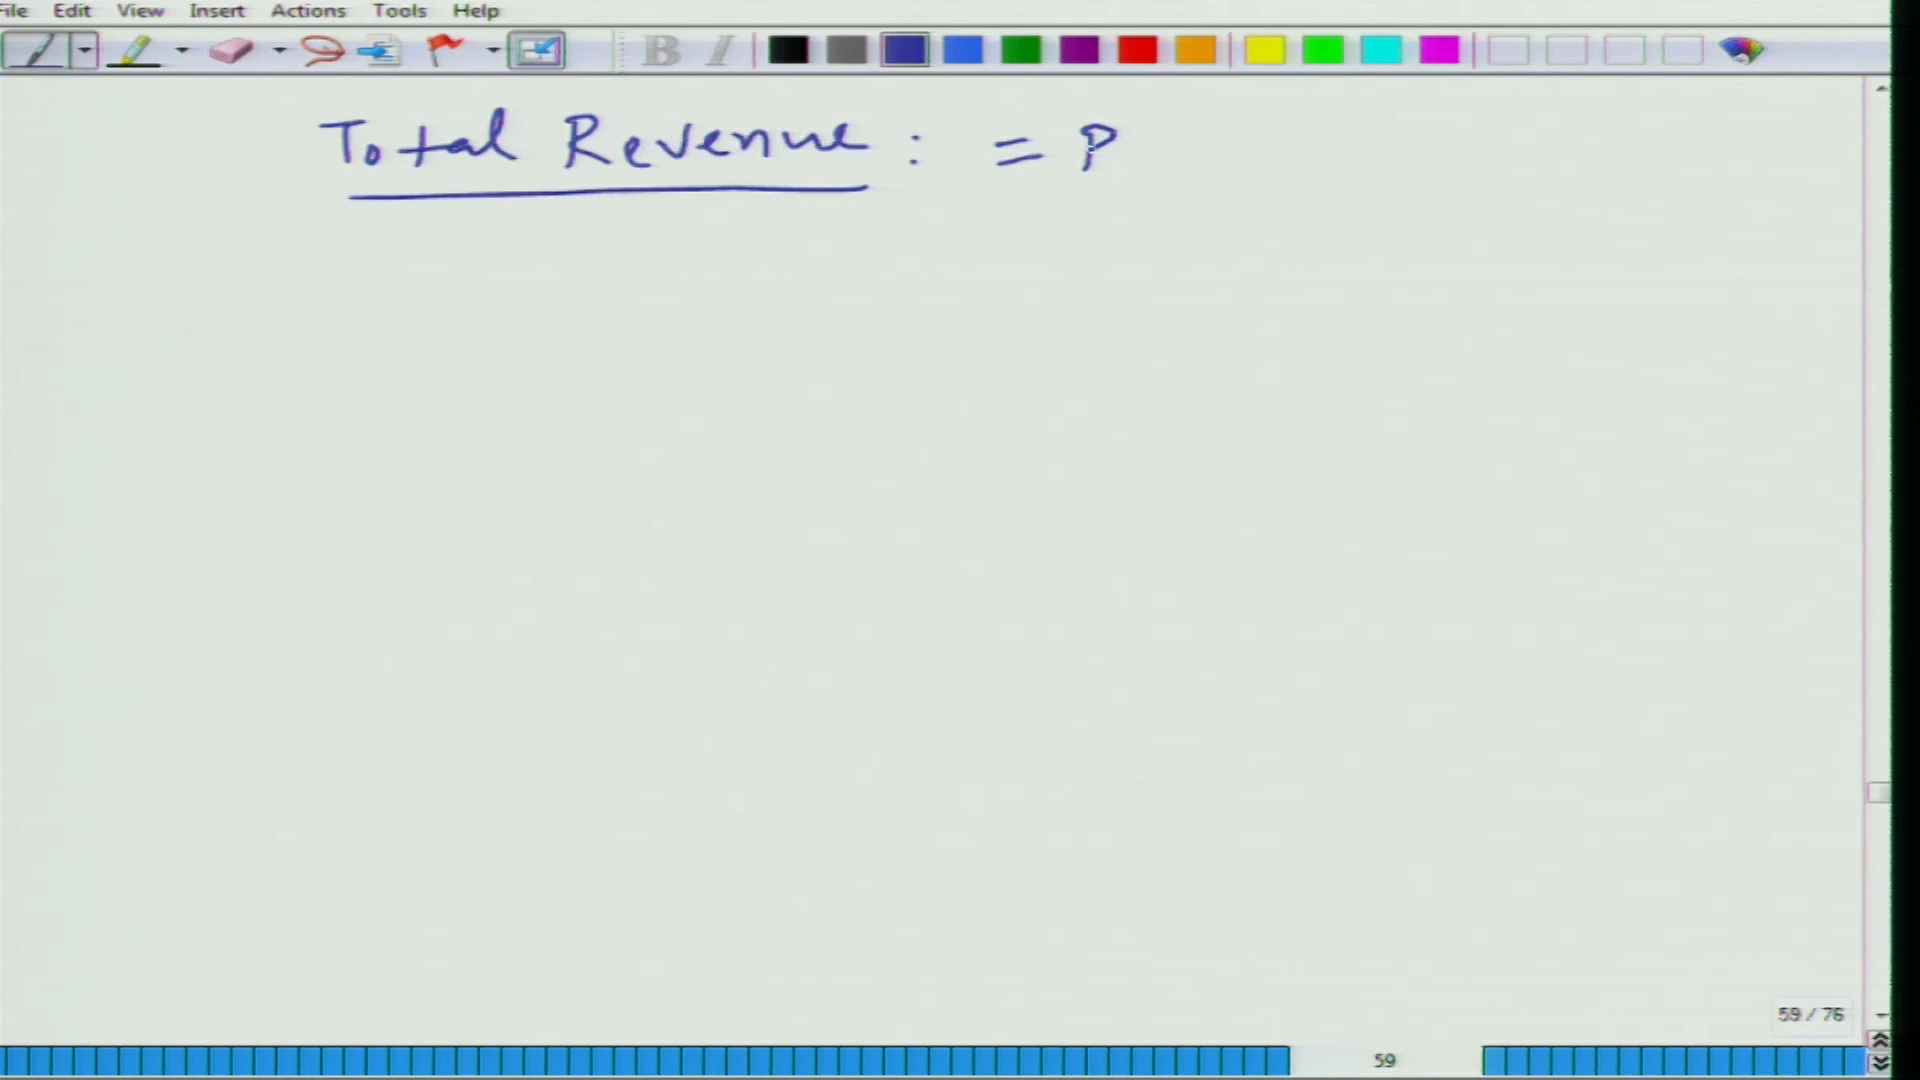 File Edit View Insert Actions Tools Help
B I
Total Revenue : = P
59 / 76
59